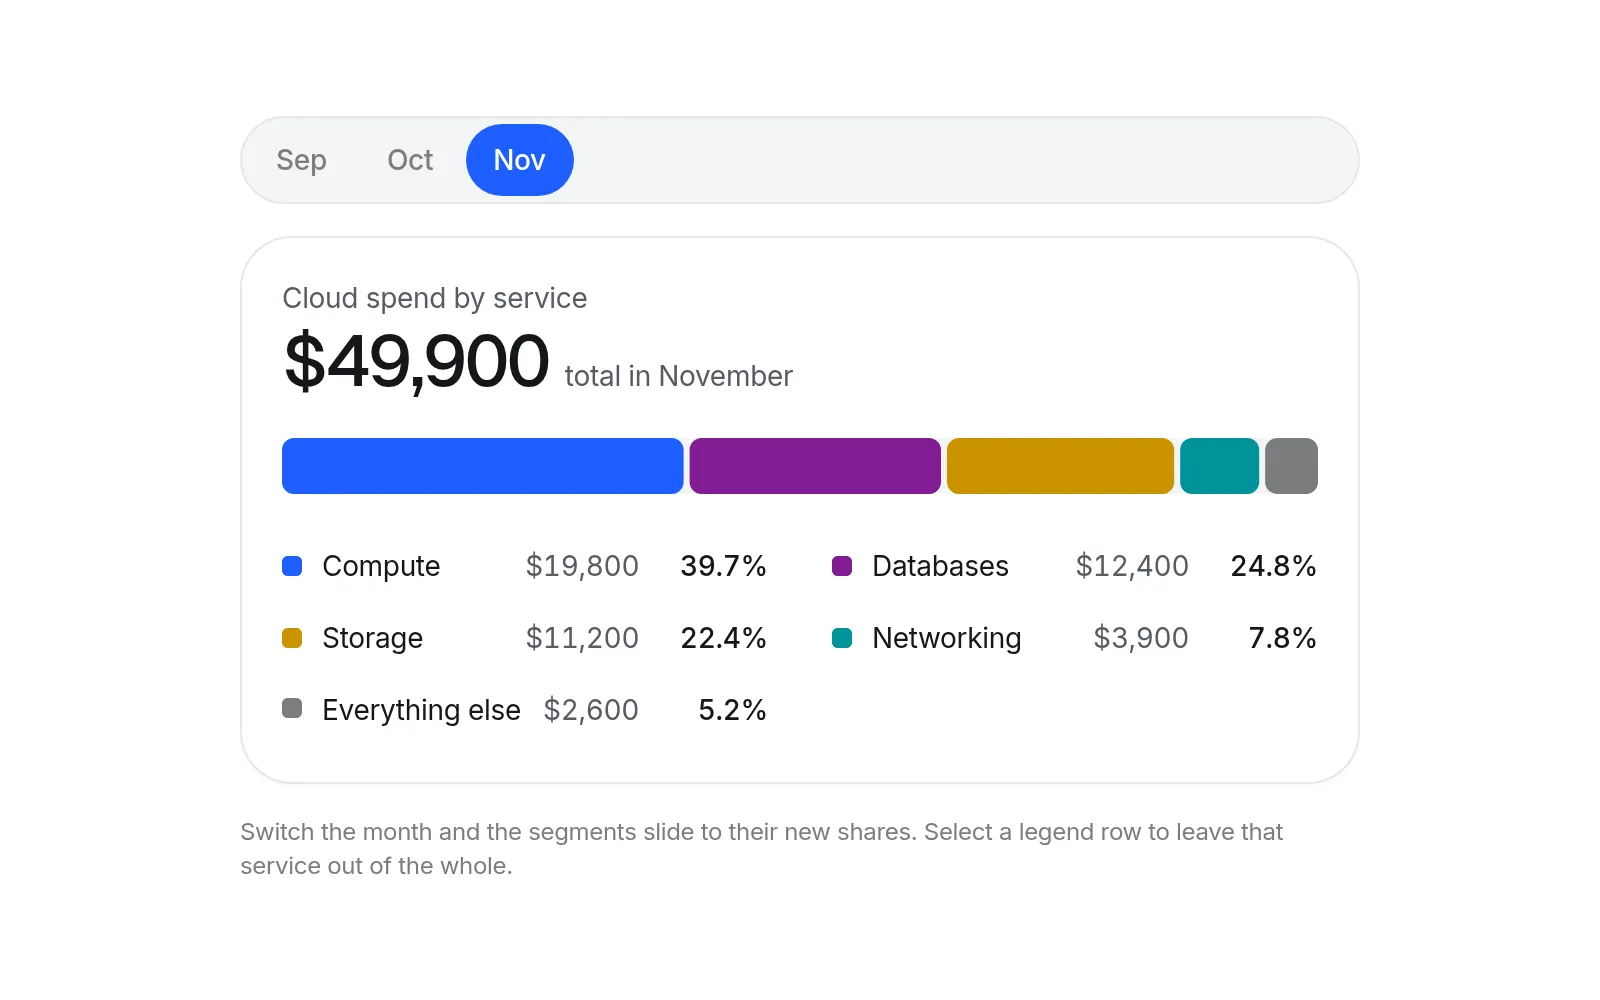 Sep Oct Nov
Cloud spend by service
$49,900 total in November
Compute $19,800 39.7% Databases $12,400 24.8%
Storage $11,200 22.4% Networking $3,900 7.8%
Everything else $2,600 5.2%
Switch the month and the segments slide to their new shares. Select a legend row to leave that
service out of the whole.